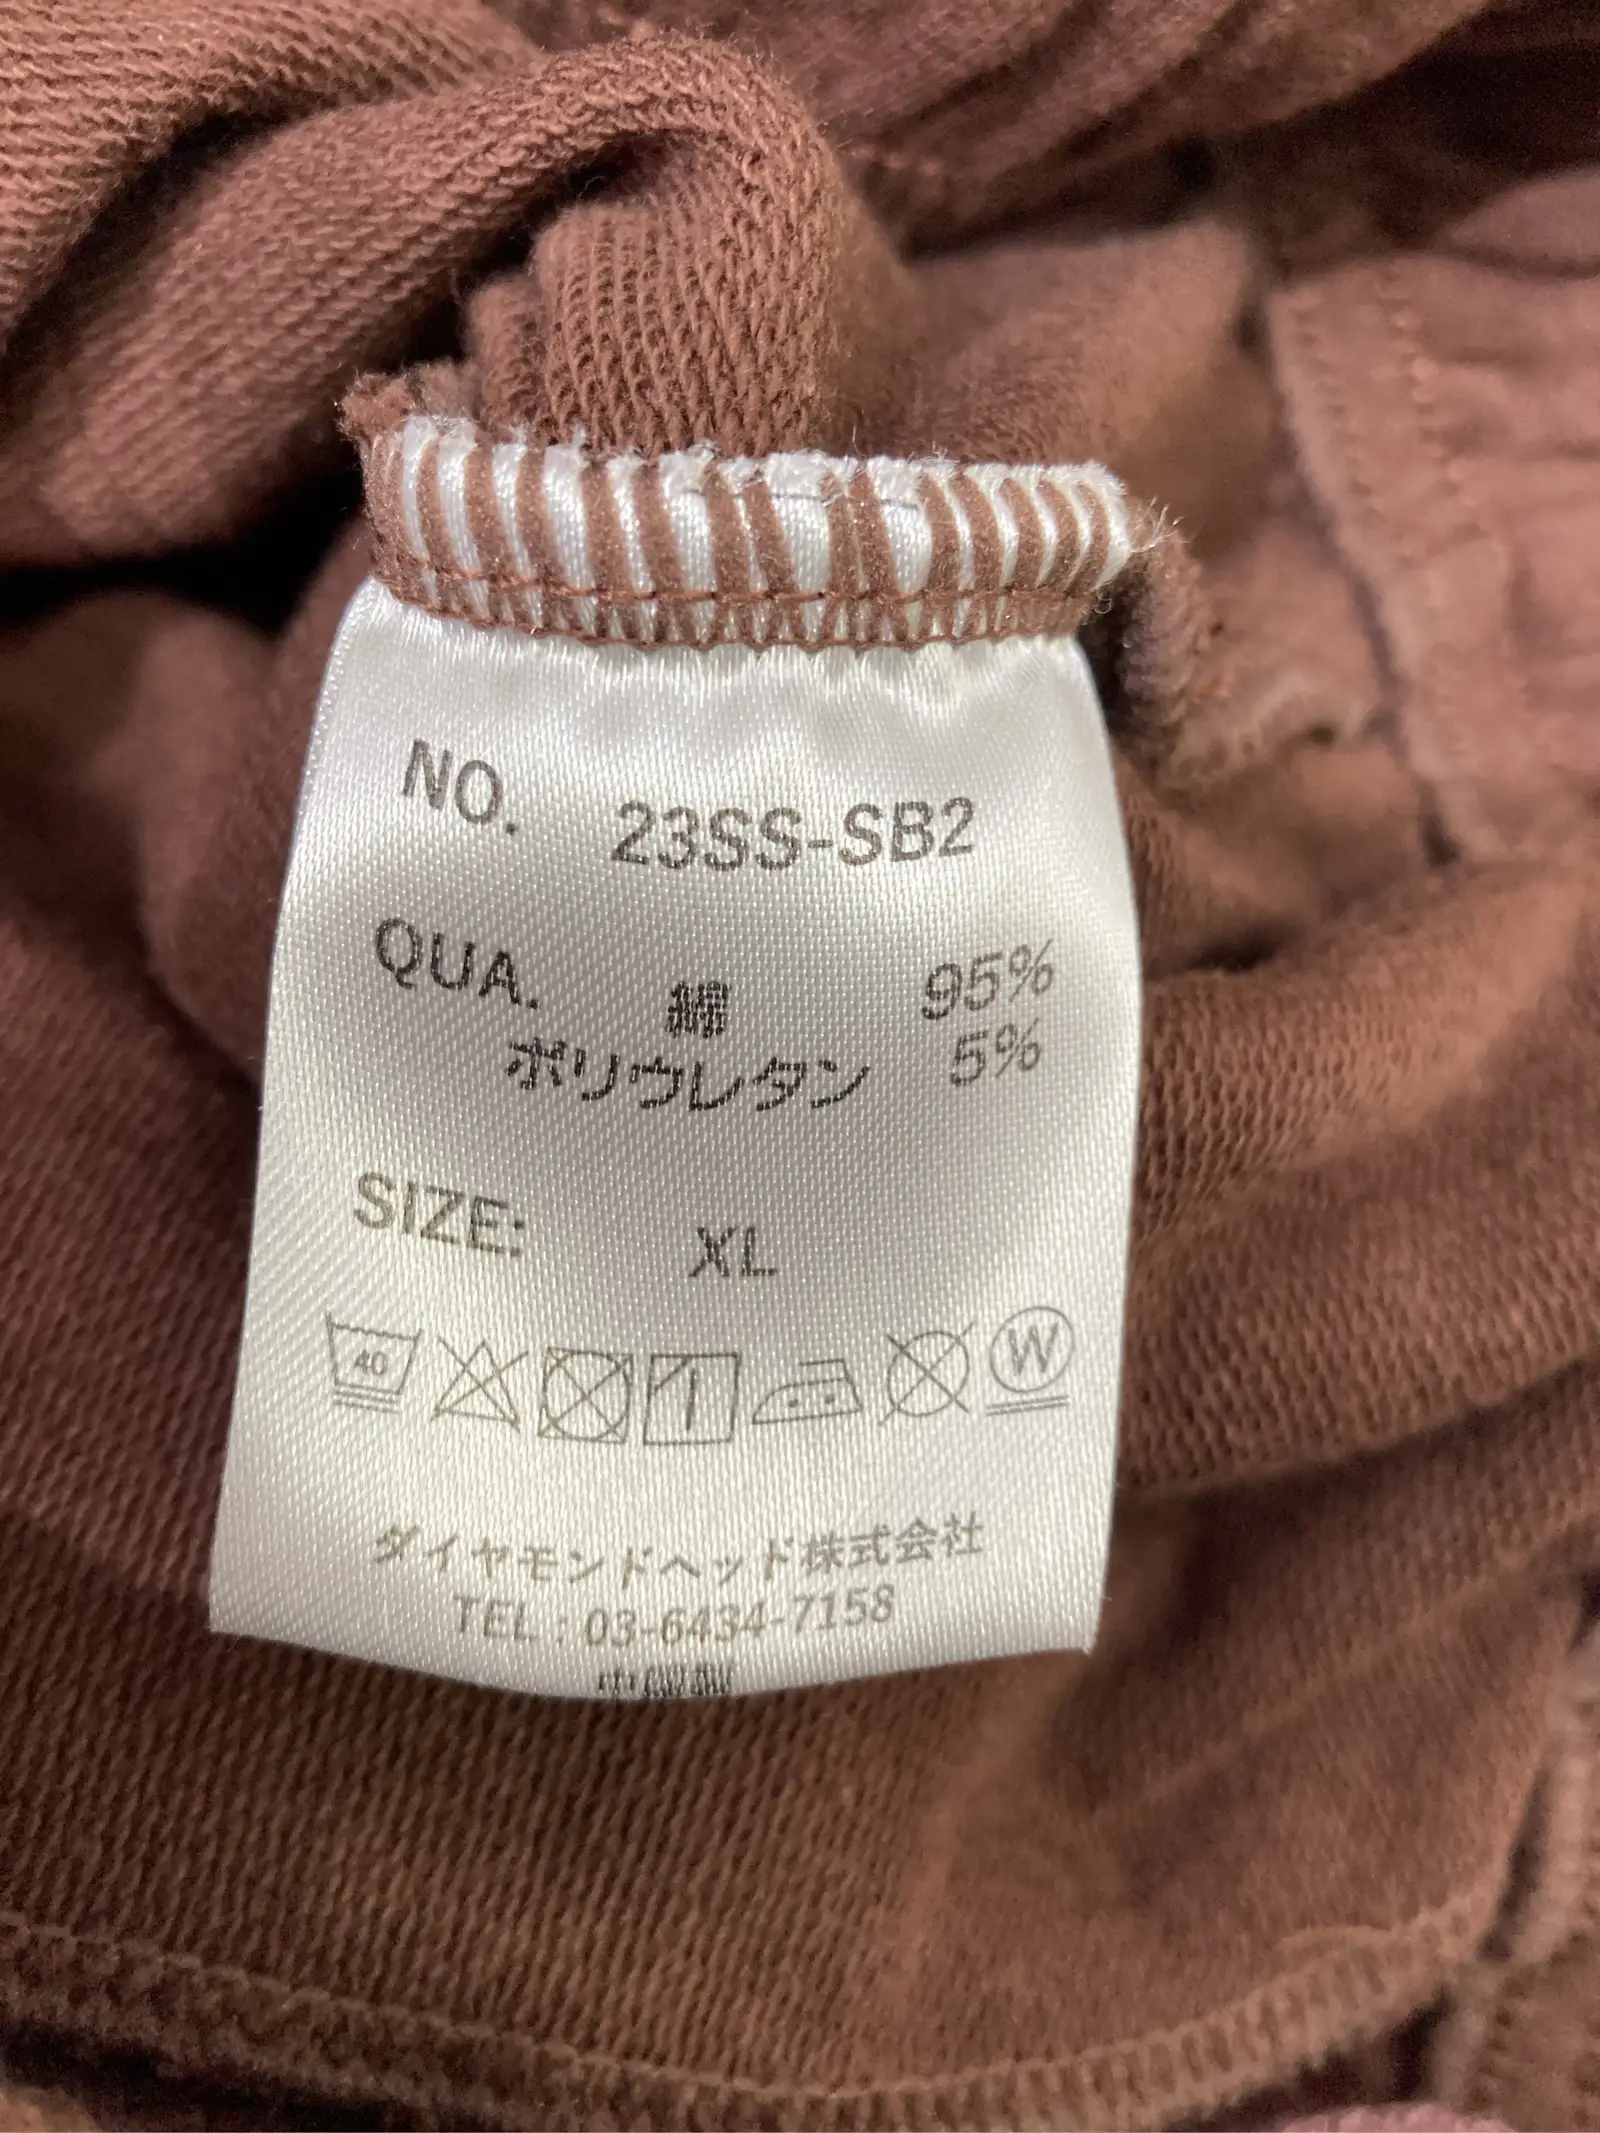 NO. 23SS-SB2
QUA. 綿 95%
ポリウレタン 5%
SIZE: XL
40
W
ダイヤモンドヘッド株式会社
TEL : 03-6434-7158